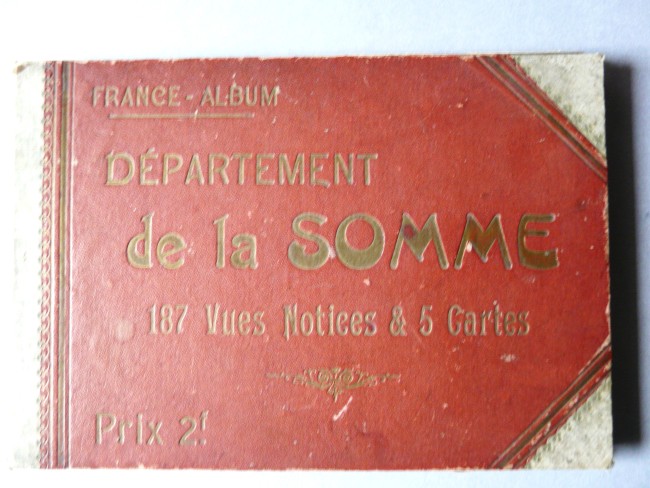 FRANCE - ALBUM
DÉPARTEMENT
de la SOMME
187 Vues Notices & 5 Cartes
Prix 2f.